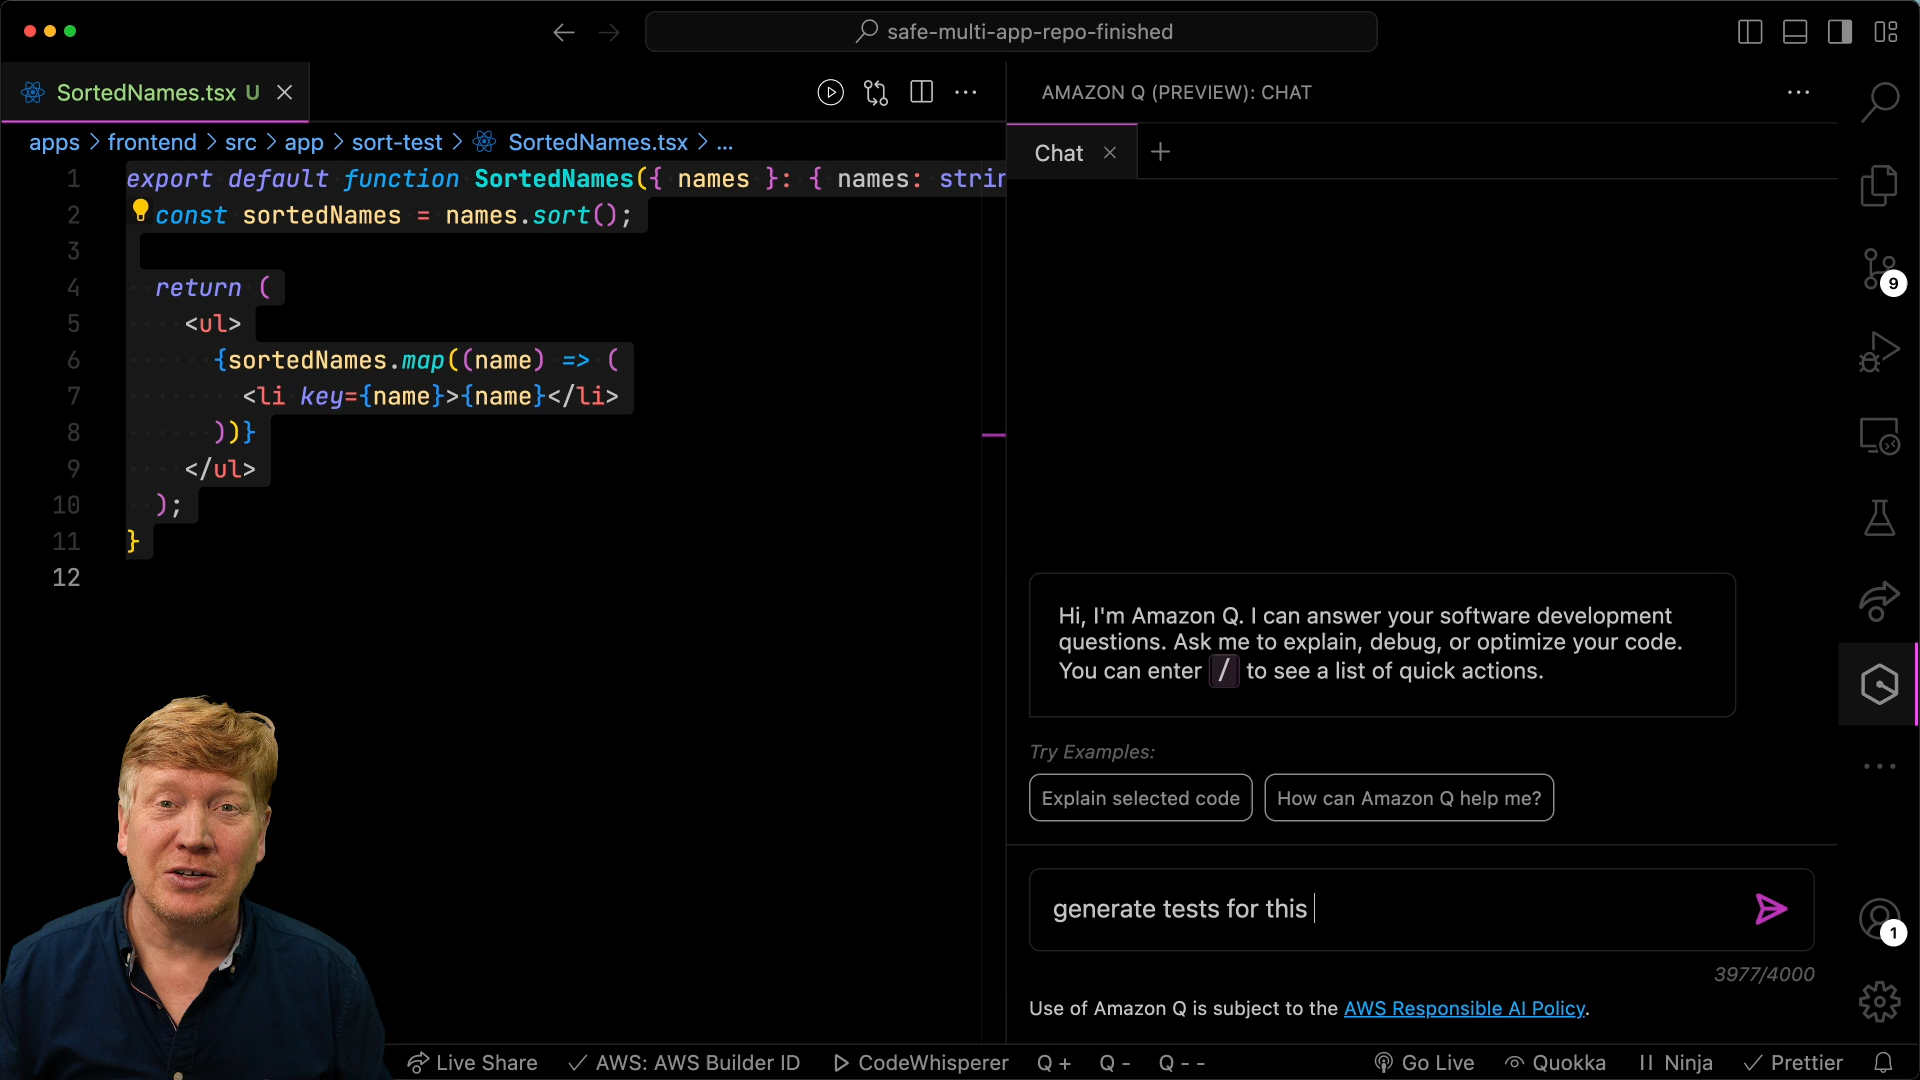 safe-multi-app-repo-finished
SortedNames.tsx U
apps > frontend > src > app > sort-test > SortedNames.tsx > ...
1 export default function SortedNames({ names }: { names: strin
2 const sortedNames = names.sort();
3
4 return (
5 <ul>
6 {sortedNames.map((name) => (
7 <li key={name}>{name}</li>
8 ))}
9 </ul>
10 );
11 }
12
AMAZON Q (PREVIEW): CHAT
Chat
Hi, I'm Amazon Q. I can answer your software development
questions. Ask me to explain, debug, or optimize your code.
You can enter / to see a list of quick actions.
Try Examples:
Explain selected code How can Amazon Q help me?
generate tests for this
3977/4000
Use of Amazon Q is subject to the AWS Responsible AI Policy.
9
1
Live Share AWS: AWS Builder ID CodeWhisperer Q + Q - Q - - Go Live Quokka Ninja Prettier